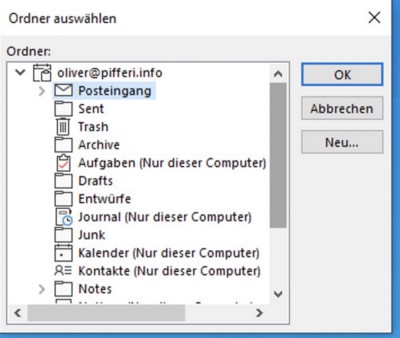 Ordner auswählen
Ordner:
oliver@pifferi.info
Posteingang
Sent
Trash
Archive
Aufgaben (Nur dieser Computer)
Drafts
Entwürfe
Journal (Nur dieser Computer)
Junk
Kalender (Nur dieser Computer)
Kontakte (Nur dieser Computer)
Notes
OK
Abbrechen
Neu...